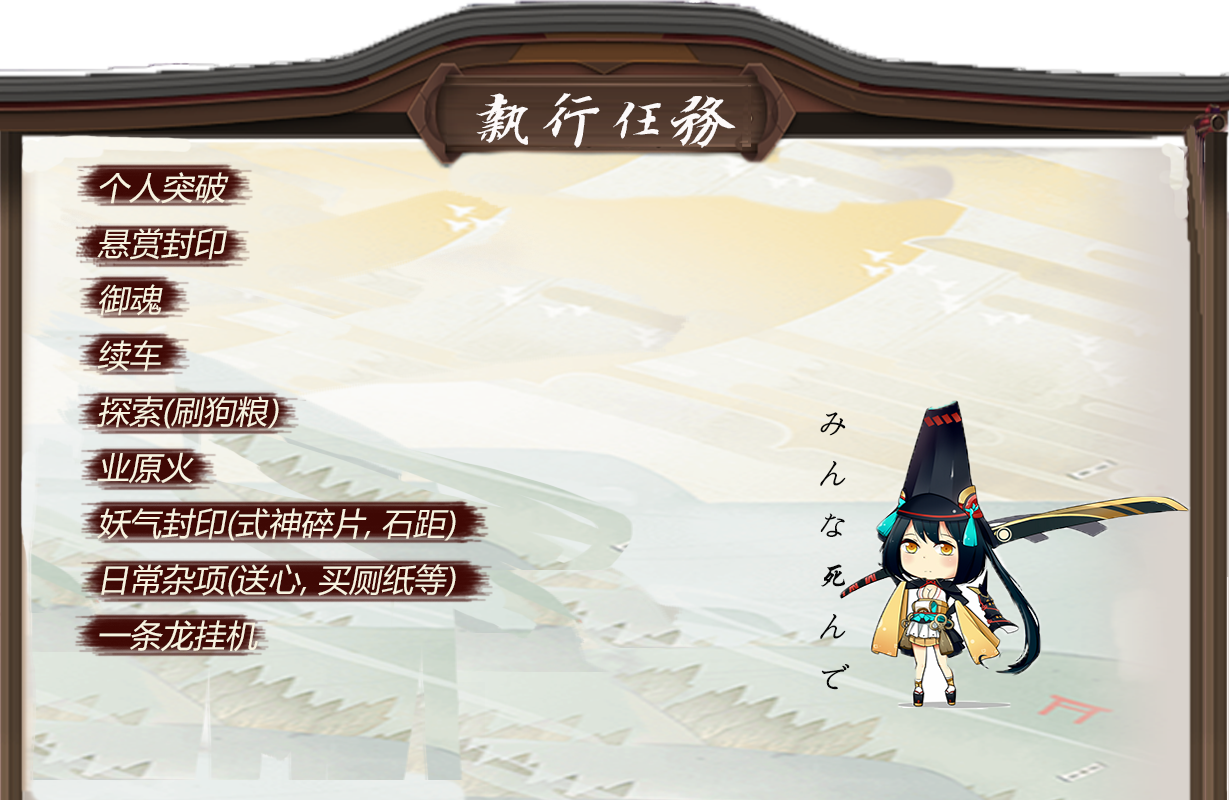 執行任務
个人突破
悬赏封印
御魂
续车
探索(刷狗粮)
业原火
妖气封印(式神碎片, 石距)
日常杂项(送心, 买厕纸等)
一条龙挂机
みんな死んで